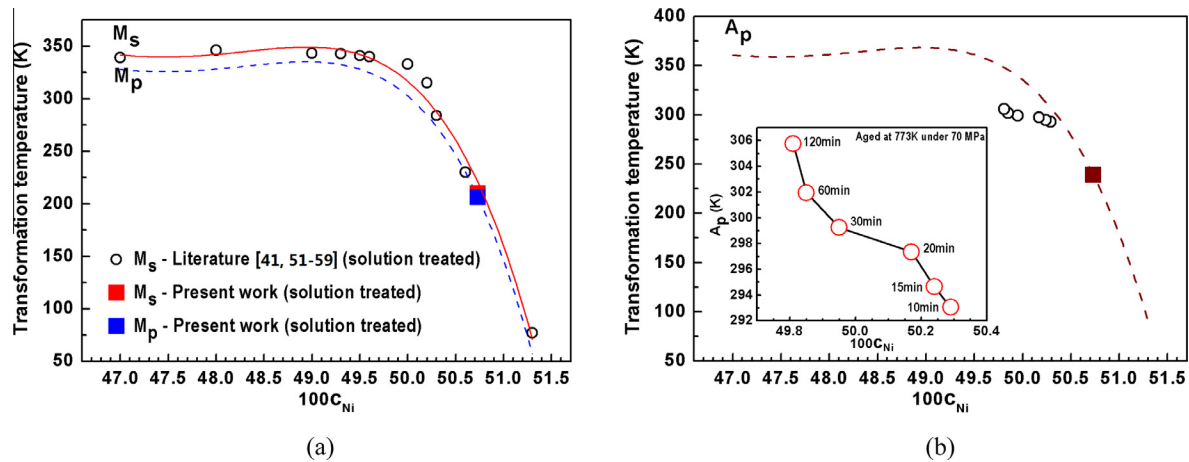 Transformation temperature (K)
350
300
250
200
150
100
50
Ms
Mp
Ms - Literature [41, 51-59] (solution treated)
Ms - Present work (solution treated)
Mp - Present work (solution treated)
47.0 47.5 48.0 48.5 49.0 49.5 50.0 50.5 51.0 51.5
100CNi
(a)
Transformation temperature (K)
400
350
300
250
200
150
100
50
Ap
Aged at 773K under 70 MPa
Ap (K)
306
304
302
300
298
296
294
292
120min
60min
30min
20min
15min
10min
49.8 50.0 50.2 50.4
100CNi
47.0 47.5 48.0 48.5 49.0 49.5 50.0 50.5 51.0 51.5
100CNi
(b)